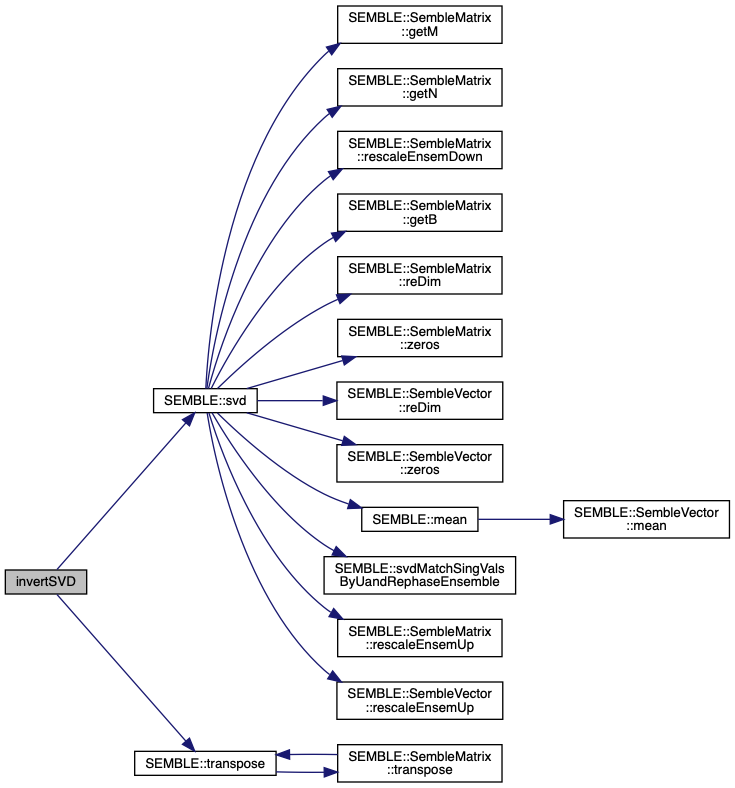 SEMBLE::SembleMatrix
::getM
SEMBLE::SembleMatrix
::getN
SEMBLE::SembleMatrix
::rescaleEnsemDown
SEMBLE::SembleMatrix
::getB
SEMBLE::SembleMatrix
::reDim
SEMBLE::SembleMatrix
::zeros
SEMBLE::svd
SEMBLE::SembleVector
::reDim
SEMBLE::SembleVector
::zeros
SEMBLE::mean
SEMBLE::SembleVector
::mean
invertSVD
SEMBLE::svdMatchSingVals
ByUandRephaseEnsemble
SEMBLE::SembleMatrix
::rescaleEnsemUp
SEMBLE::SembleVector
::rescaleEnsemUp
SEMBLE::transpose
SEMBLE::SembleMatrix
::transpose